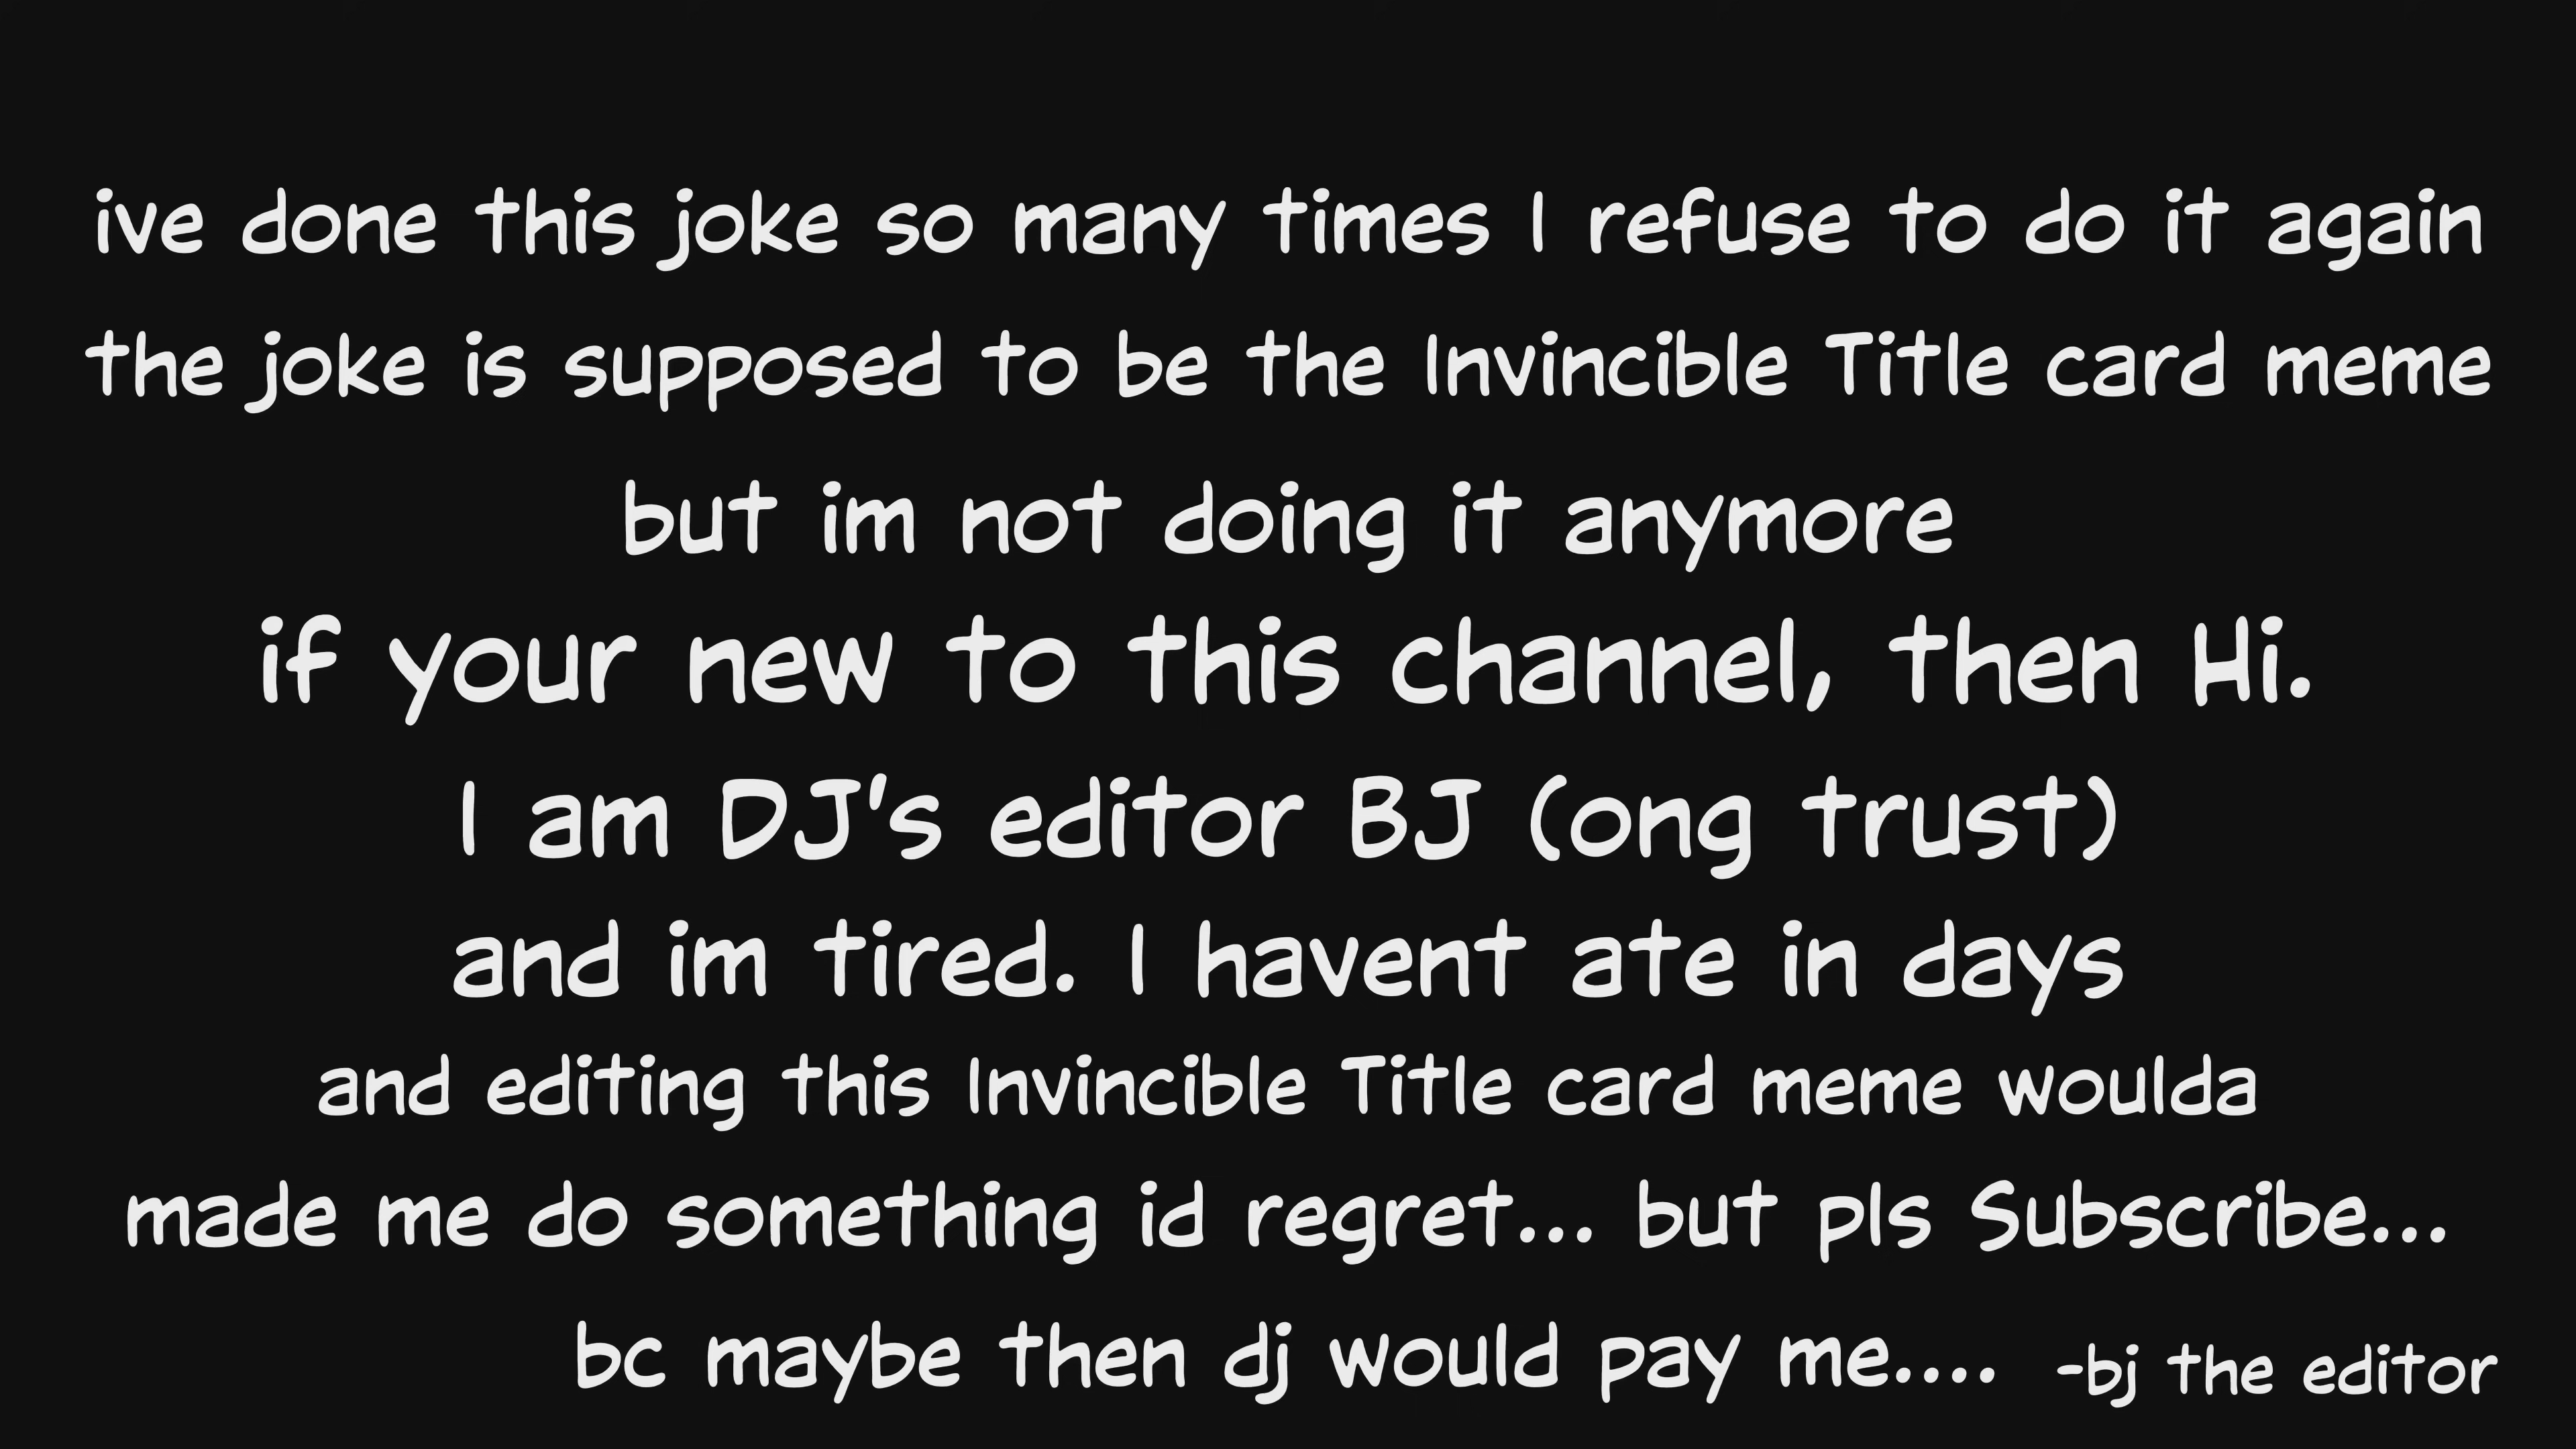 ive done this joke so many times I refuse to do it again
the joke is supposed to be the Invincible Title card meme
but im not doing it anymore
if your new to this channel, then Hi.
I am DJ's editor BJ (ong trust)
and im tired. I havent ate in days
and editing this Invincible Title card meme woulda
made me do something id regret... but pls Subscribe...
bc maybe then dj would pay me.... -bj the editor